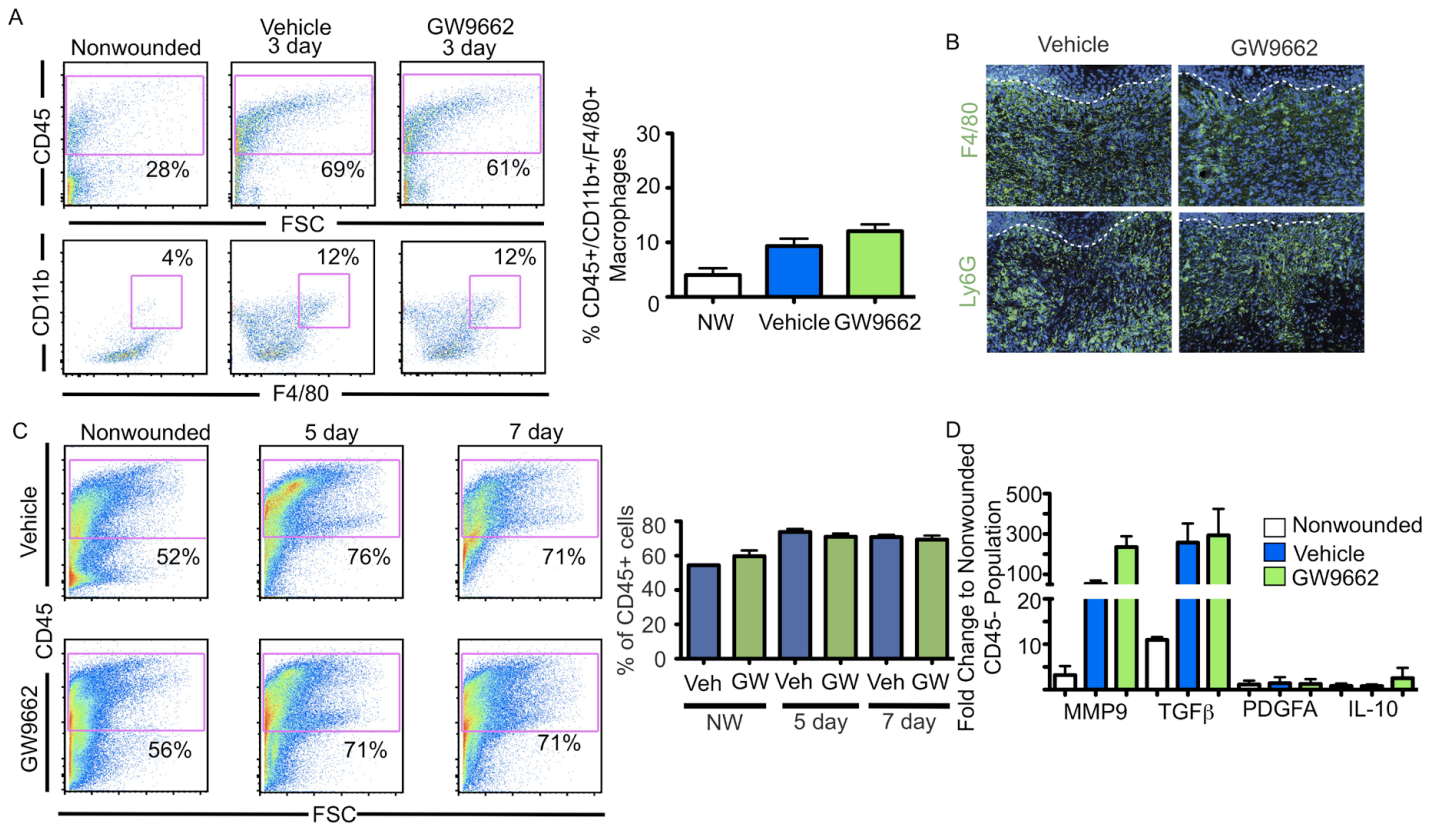 A
Nonwounded
Vehicle
3 day
GW9662
3 day
CD45
28%
69%
61%
FSC
CD11b
4%
12%
12%
F4/80
% CD45+/CD11b+/F4/80+
Macrophages
30
20
10
0
NW
Vehicle
GW9662
B
Vehicle
GW9662
F4/80
Ly6G
C
Nonwounded
5 day
7 day
Vehicle
52%
76%
71%
CD45
GW9662
56%
71%
71%
FSC
% of CD45+ cells
80
60
40
20
0
Veh
GW
Veh
GW
Veh
GW
NW
5 day
7 day
D
Fold Change to Nonwounded
CD45- Population
500
300
100
20
10
MMP9
TGFβ
PDGFA
IL-10
Nonwounded
Vehicle
GW9662